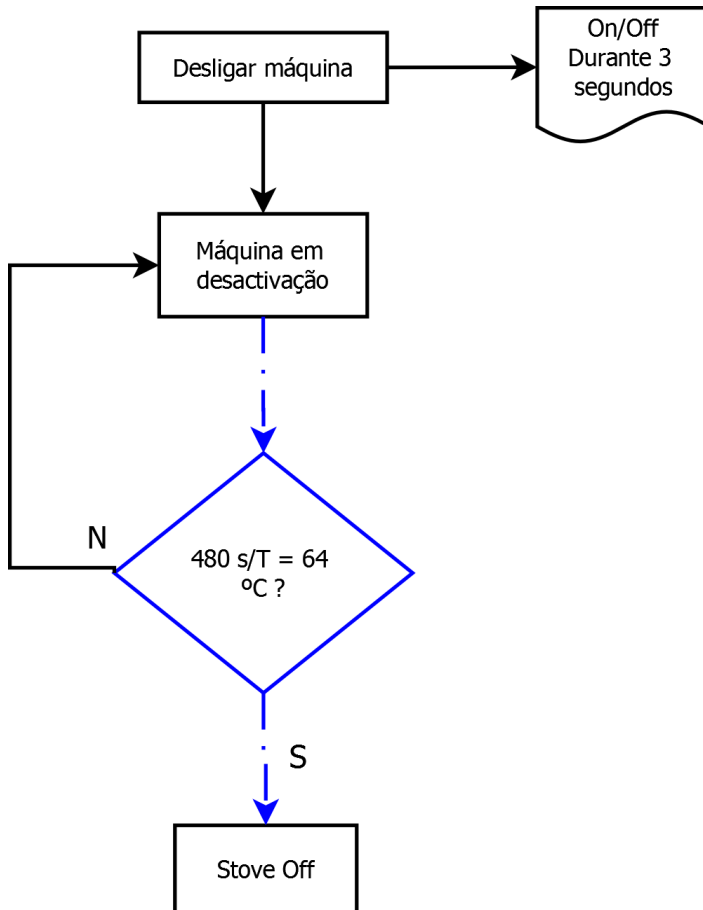 Desligar máquina
On/Off
Durante 3
segundos
Máquina em
desactivação
480 s/T = 64
ºC ?
N
S
Stove Off